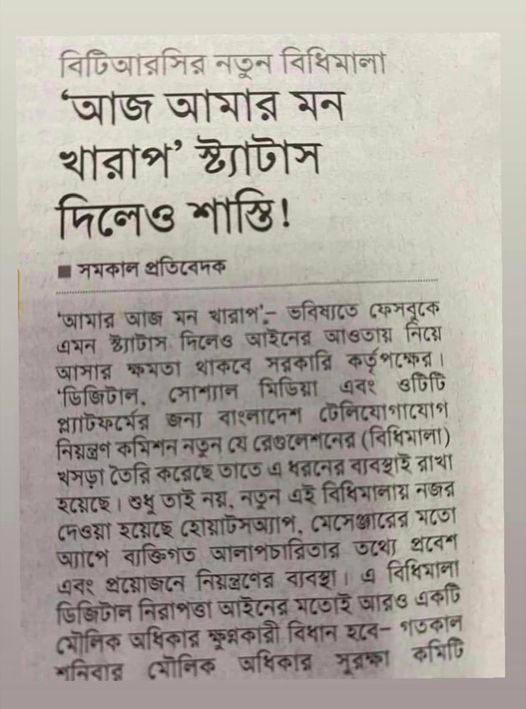 বিটিআরসির নতুন বিধিমালা
‘আজ আমার মন
খারাপ’ স্ট্যাটাস
দিলেও শাস্তি!
■ সমকাল প্রতিবেদক
‘আমার আজ মন খারাপ’– ভবিষ্যতে ফেসবুকে
এমন স্ট্যাটাস দিলেও আইনের আওতায় নিয়ে
আসার ক্ষমতা থাকবে সরকারি কর্তৃপক্ষের।
‘ডিজিটাল, সোশ্যাল মিডিয়া এবং ওটিটি
প্ল্যাটফর্মের জন্য বাংলাদেশ টেলিযোগাযোগ
নিয়ন্ত্রণ কমিশন নতুন যে রেগুলেশনের (বিধিমালা)
খসড়া তৈরি করেছে তাতে এ ধরনের ব্যবস্থাই রাখা
হয়েছে। শুধু তাই নয়, নতুন এই বিধিমালায় নজর
দেওয়া হয়েছে হোয়াটসঅ্যাপ, মেসেঞ্জারের মতো
অ্যাপে ব্যক্তিগত আলাপচারিতার তথ্যে প্রবেশ
এবং প্রয়োজনে নিয়ন্ত্রণের ব্যবস্থা। এ বিধিমালা
ডিজিটাল নিরাপত্তা আইনের মতোই আরও একটি
মৌলিক অধিকার ক্ষুণ্নকারী বিধান হবে– গতকাল
শনিবার মৌলিক অধিকার সুরক্ষা কমিটি